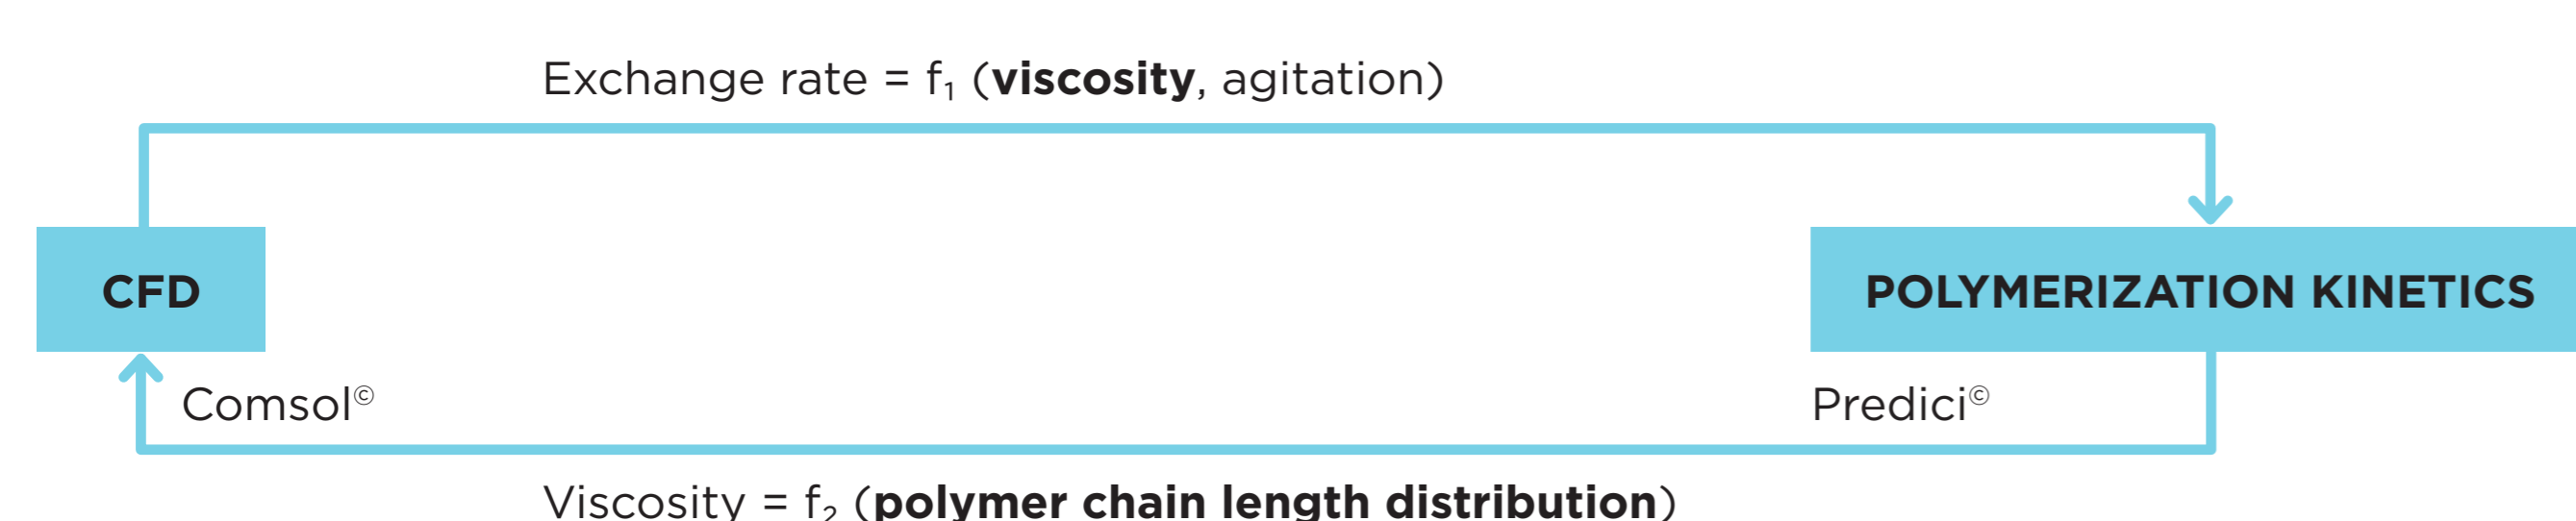 Exchange rate = f₁ (viscosity, agitation)
CFD
POLYMERIZATION KINETICS
Comsol©
Predici©
Viscosity = f₂ (polymer chain length distribution)